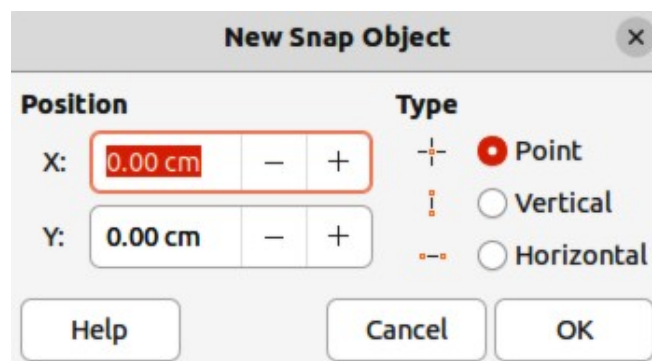 New Snap Object
Position
X: 0.00 cm
Y: 0.00 cm
Type
Point
Vertical
Horizontal
Help
Cancel
OK